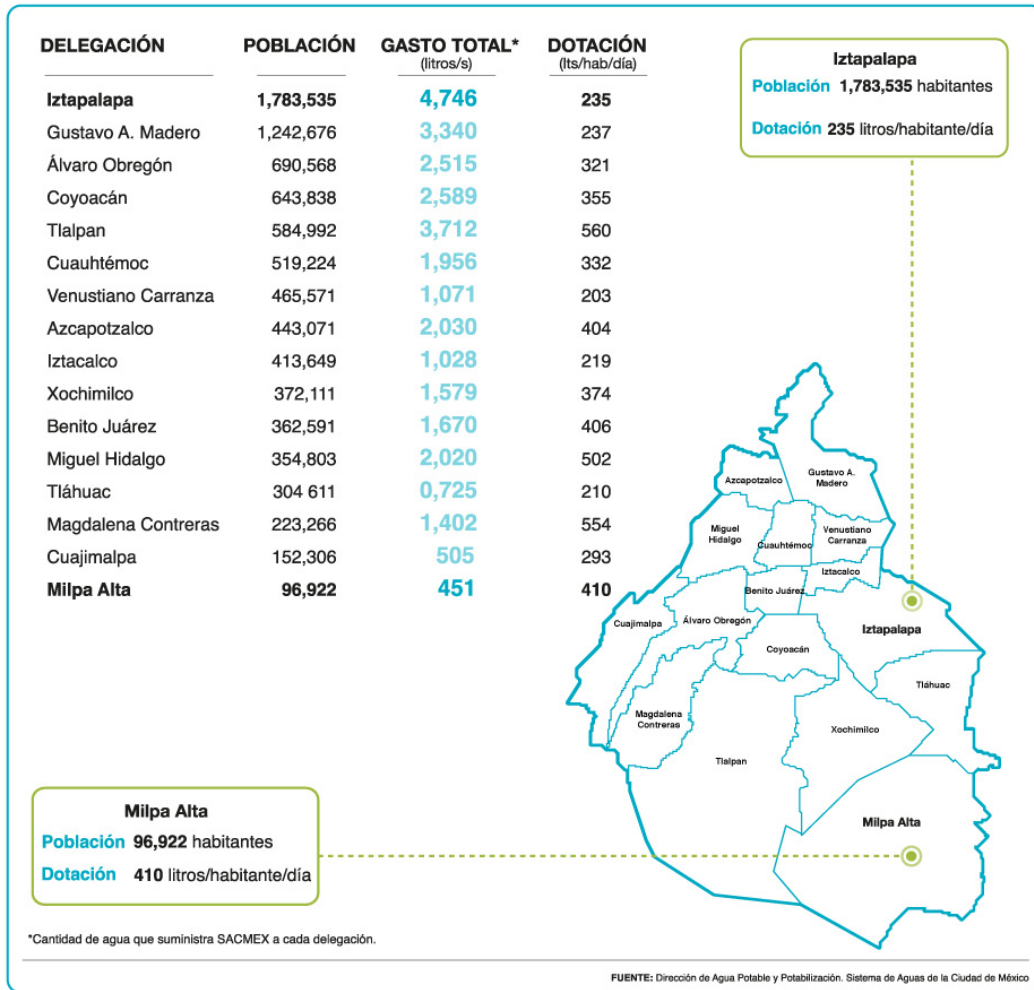 DELEGACIÓN POBLACIÓN GASTO TOTAL* DOTACIÓN
(litros/s) (lts/hab/día)
Iztapalapa 1,783,535 4,746 235
Gustavo A. Madero 1,242,676 3,340 237
Álvaro Obregón 690,568 2,515 321
Coyoacán 643,838 2,589 355
Tlalpan 584,992 3,712 560
Cuauhtémoc 519,224 1,956 332
Venustiano Carranza 465,571 1,071 203
Azcapotzalco 443,071 2,030 404
Iztacalco 413,649 1,028 219
Xochimilco 372,111 1,579 374
Benito Juárez 362,591 1,670 406
Miguel Hidalgo 354,803 2,020 502
Tláhuac 304 611 0,725 210
Magdalena Contreras 223,266 1,402 554
Cuajimalpa 152,306 505 293
Milpa Alta 96,922 451 410
Iztapalapa
Población 1,783,535 habitantes
Dotación 235 litros/habitante/día
Gustavo A.
Madero
Azcapotzalco
Miguel
Hidalgo
Cuauhtémoc
Venustiano
Carranza
Iztacalco
Benito Juárez
Cuajimalpa
Álvaro Obregón
Iztapalapa
Coyoacán
Tláhuac
Magdalena
Contreras
Xochimilco
Tlalpan
Milpa Alta
Milpa Alta
Población 96,922 habitantes
Dotación 410 litros/habitante/día
*Cantidad de agua que suministra SACMEX a cada delegación.
FUENTE: Dirección de Agua Potable y Potabilización. Sistema de Aguas de la Ciudad de México